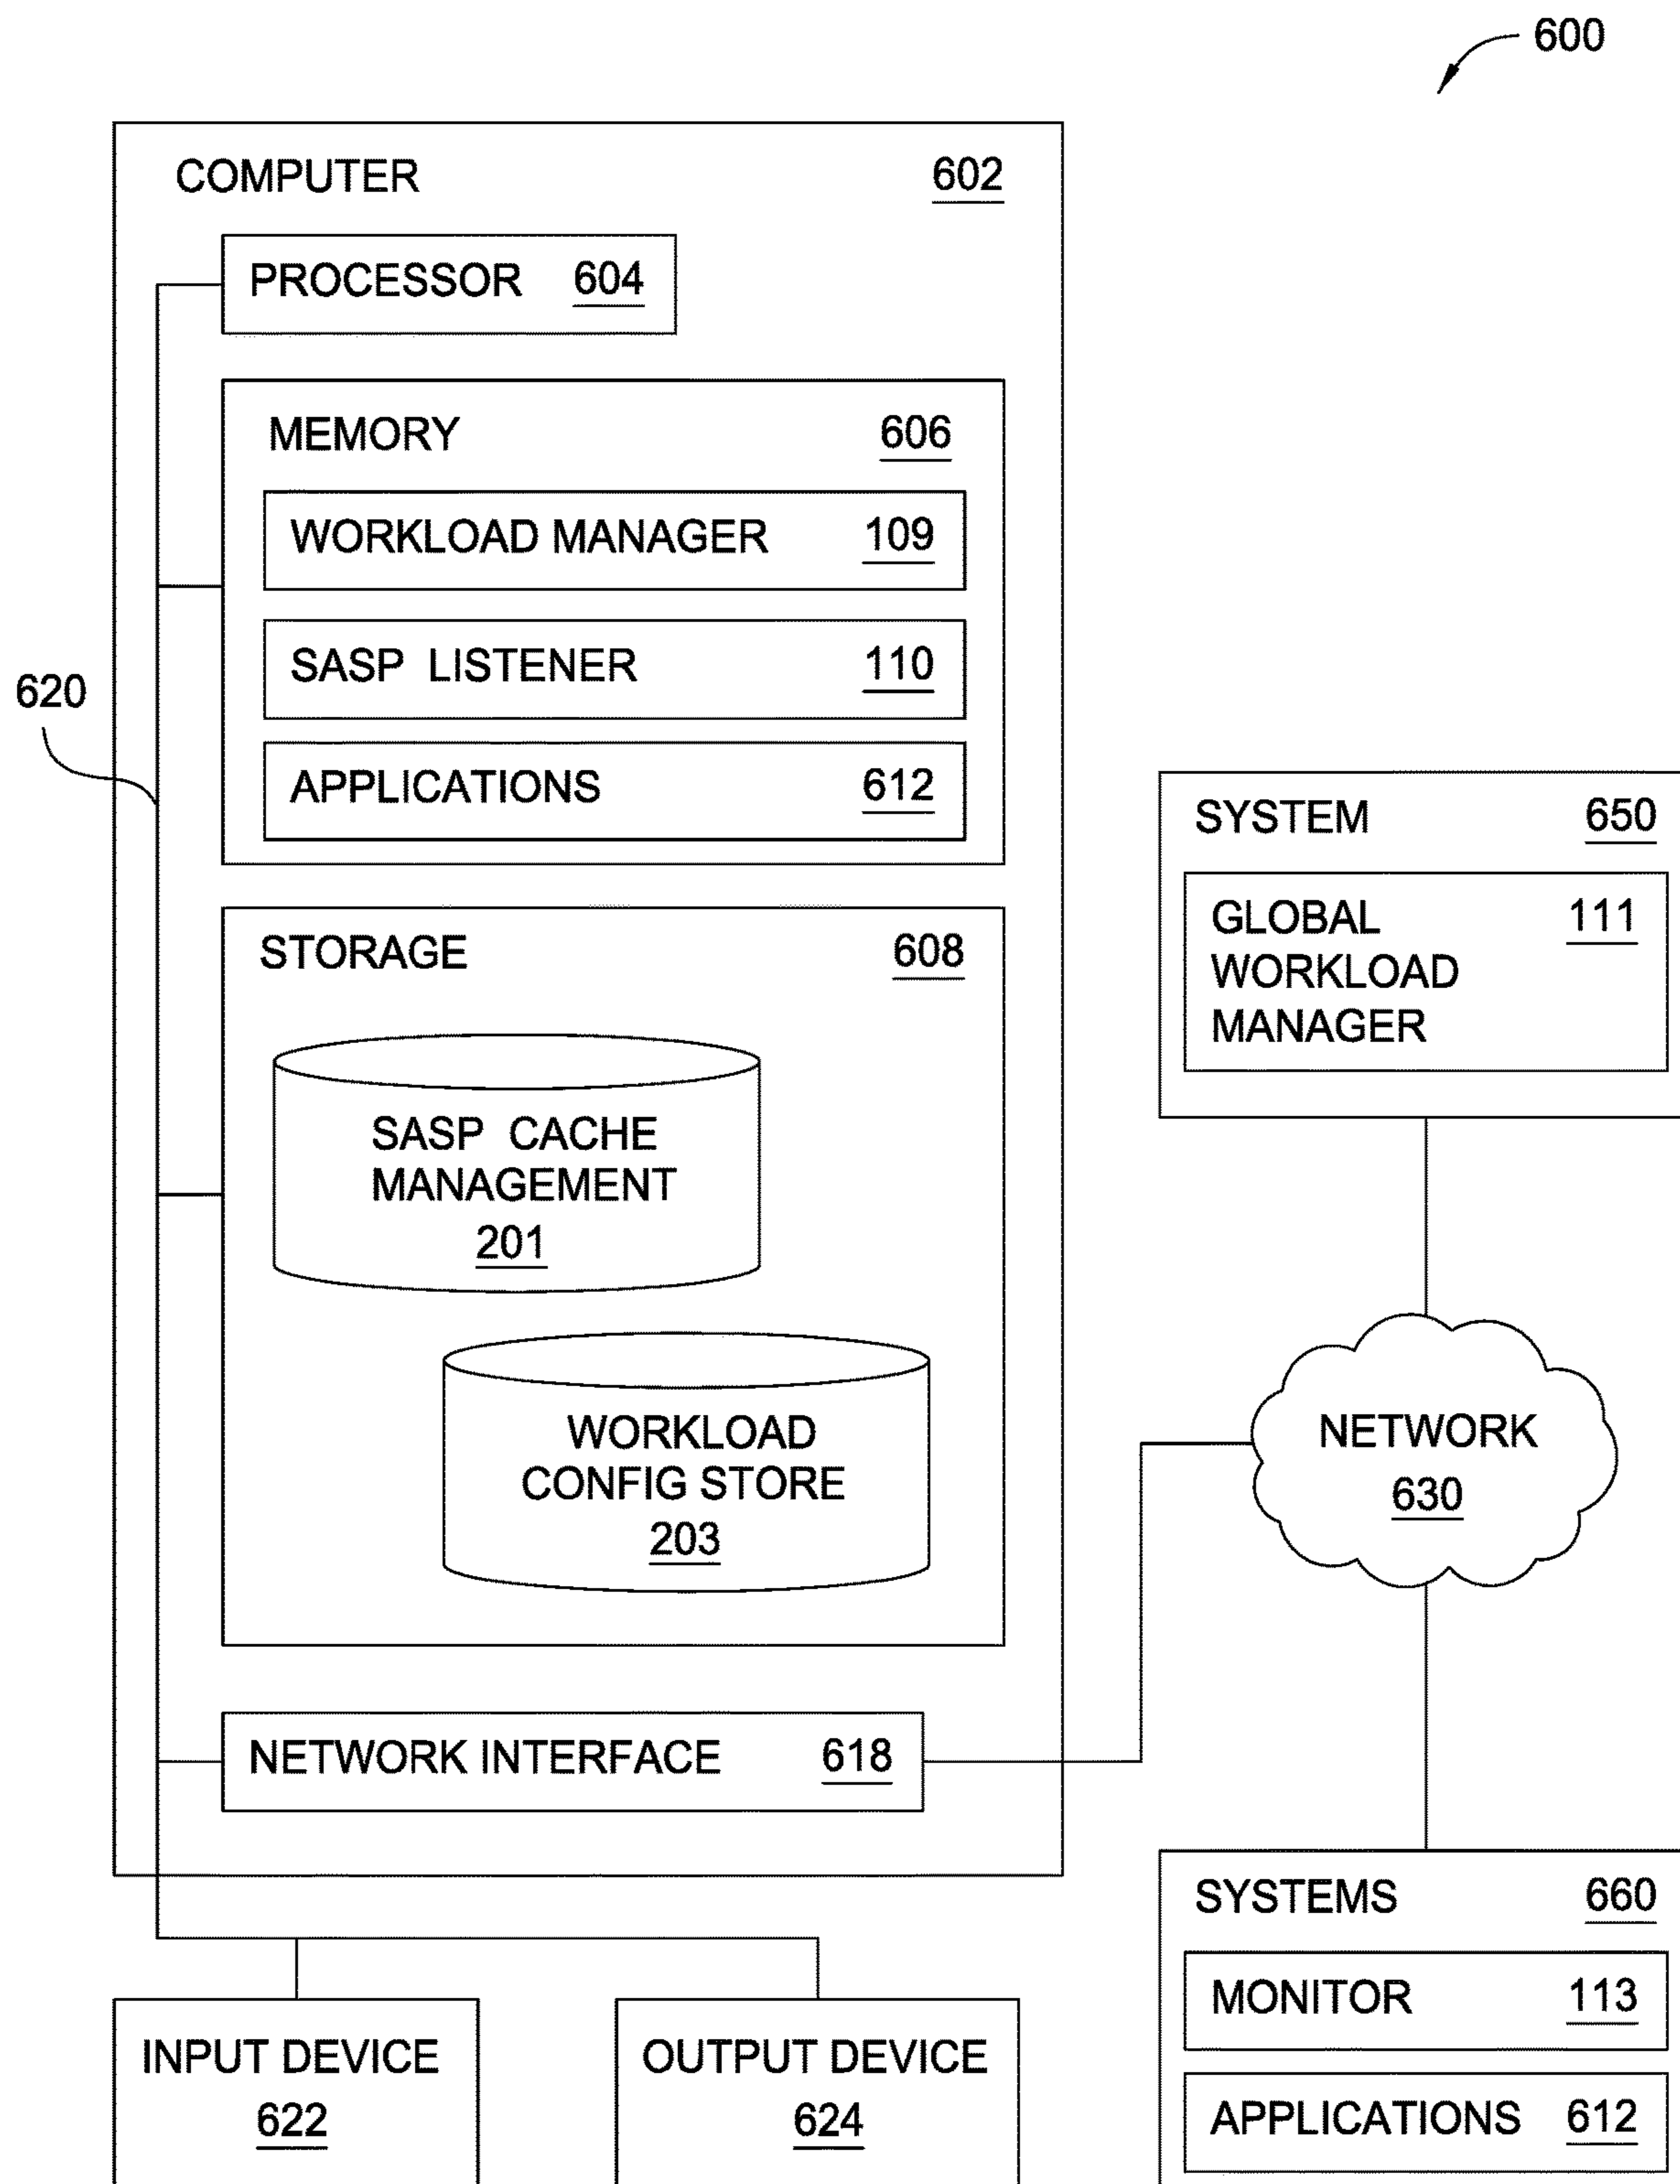 600
COMPUTER 602
PROCESSOR 604
MEMORY 606
WORKLOAD MANAGER 109
SASP LISTENER 110
APPLICATIONS 612
620
STORAGE 608
SASP CACHE
MANAGEMENT
201
WORKLOAD
CONFIG STORE
203
NETWORK INTERFACE 618
INPUT DEVICE
622
OUTPUT DEVICE
624
SYSTEM 650
GLOBAL 111
WORKLOAD
MANAGER
NETWORK
630
SYSTEMS 660
MONITOR 113
APPLICATIONS 612